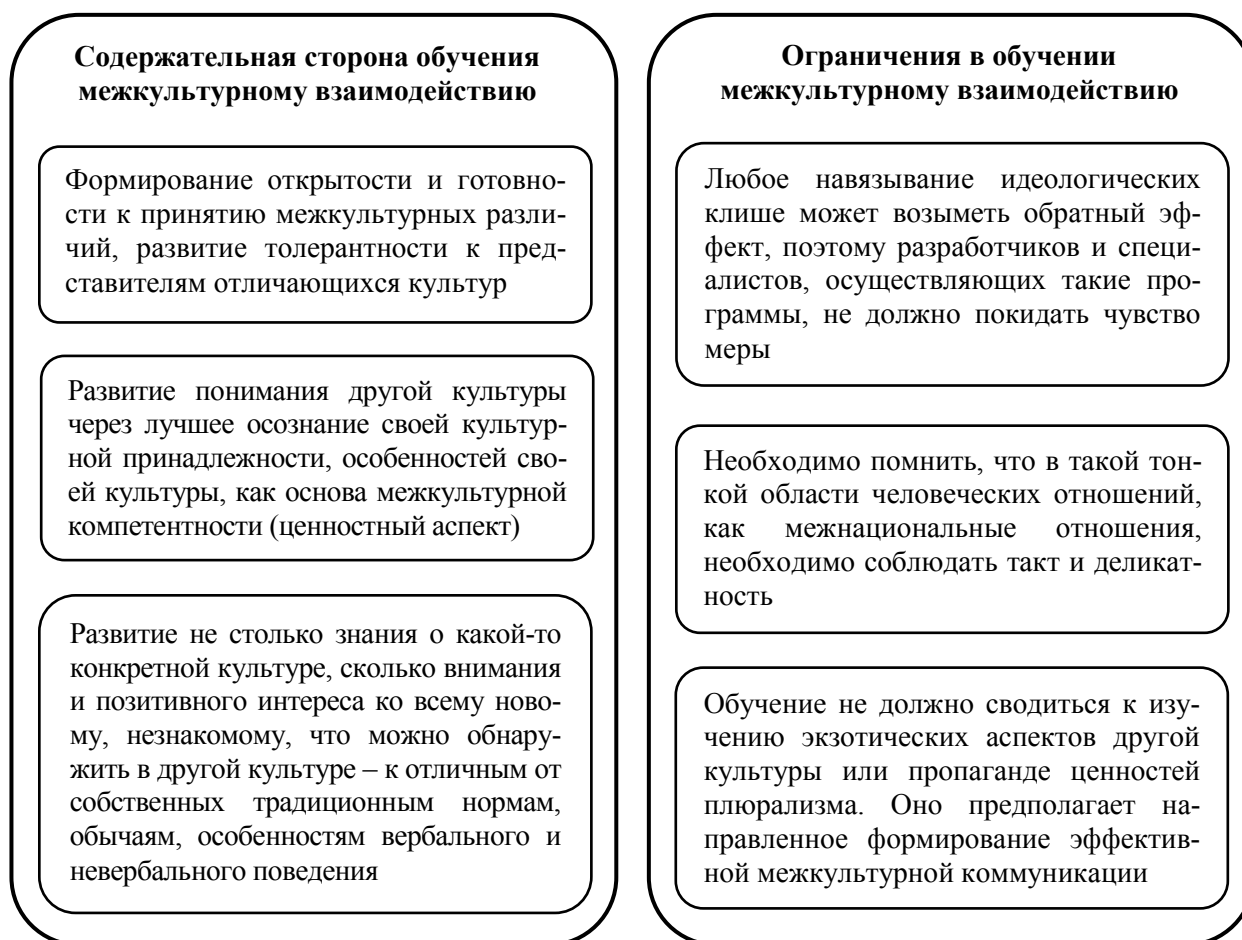 Содержательная сторона обучения
межкультурному взаимодействию
Формирование открытости и готовно-
сти к принятию межкультурных разли-
чий, развитие толерантности к пред-
ставителям отличающихся культур
Развитие понимания другой культуры
через лучшее осознание своей культур-
ной принадлежности, особенностей сво-
ей культуры, как основа межкультурной
компетентности (ценностный аспект)
Развитие не столько знания о какой-то
конкретной культуре, сколько внимания
и позитивного интереса ко всему ново-
му, незнакомому, что можно обнару-
жить в другой культуре – к отличным от
собственных традиционным нормам,
обычаям, особенностям вербального и
невербального поведения
Ограничения в обучении
межкультурному взаимодействию
Любое навязывание идеологических
клише может возыметь обратный эф-
фект, поэтому разработчиков и специ-
алистов, осуществляющих такие про-
граммы, не должно покидать чувство
меры
Необходимо помнить, что в такой тон-
кой области человеческих отношений,
как межнациональные отношения,
необходимо соблюдать такт и деликат-
ность
Обучение не должно сводиться к изу-
чению экзотических аспектов другой
культуры или пропаганде ценностей
плюрализма. Оно предполагает на-
правленное формирование эффектив-
ной межкультурной коммуникации